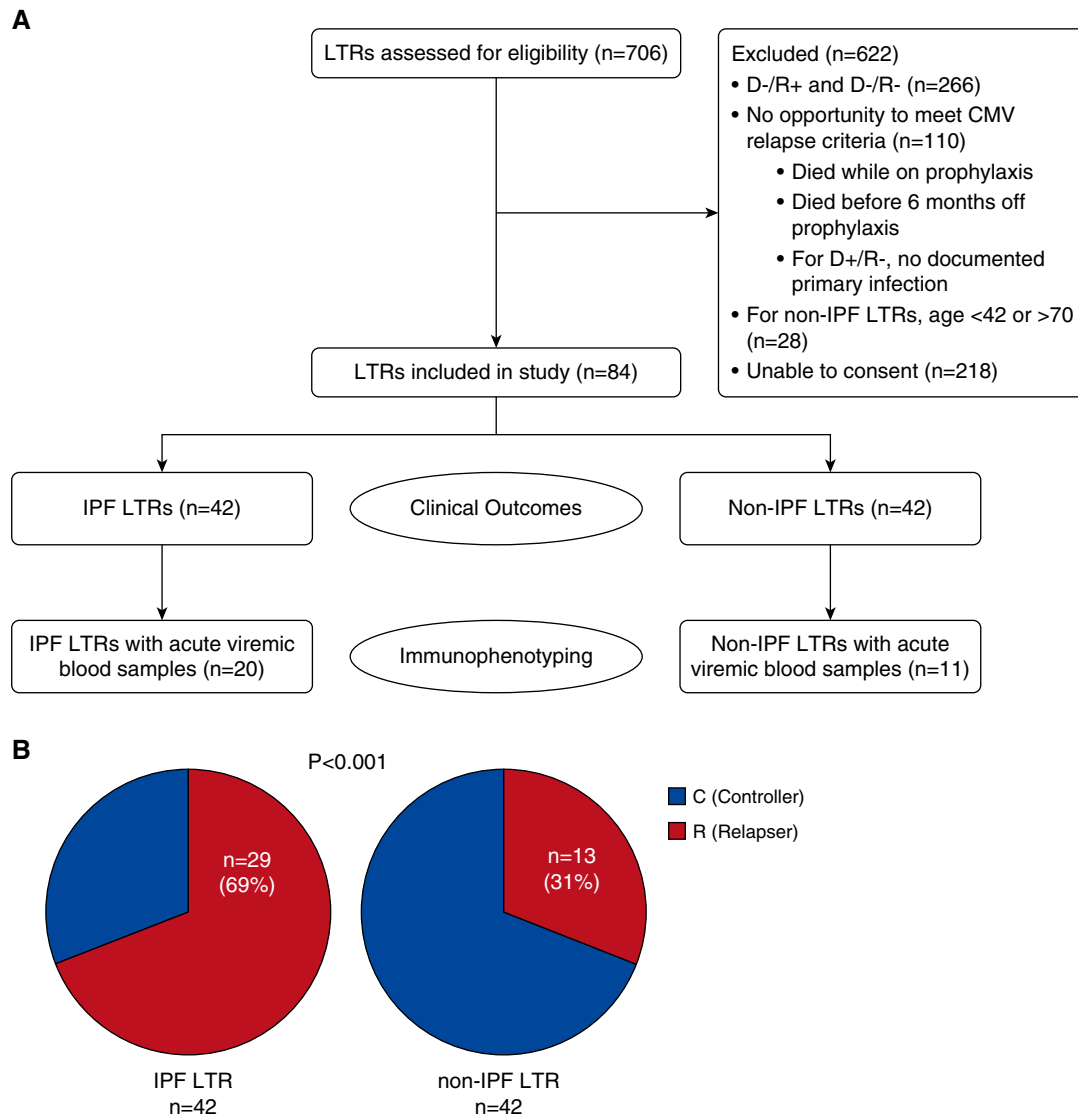 A
LTRs assessed for eligibility (n=706)
Excluded (n=622)
• D-/R+ and D-/R- (n=266)
• No opportunity to meet CMV
relapse criteria (n=110)
• Died while on prophylaxis
• Died before 6 months off
prophylaxis
• For D+/R-, no documented
primary infection
• For non-IPF LTRs, age <42 or >70
(n=28)
• Unable to consent (n=218)
LTRs included in study (n=84)
IPF LTRs (n=42)
Clinical Outcomes
Non-IPF LTRs (n=42)
IPF LTRs with acute viremic
blood samples (n=20)
Immunophenotyping
Non-IPF LTRs with acute
viremic blood samples (n=11)
B
P<0.001
C (Controller)
R (Relapser)
n=29
(69%)
n=13
(31%)
IPF LTR
n=42
non-IPF LTR
n=42